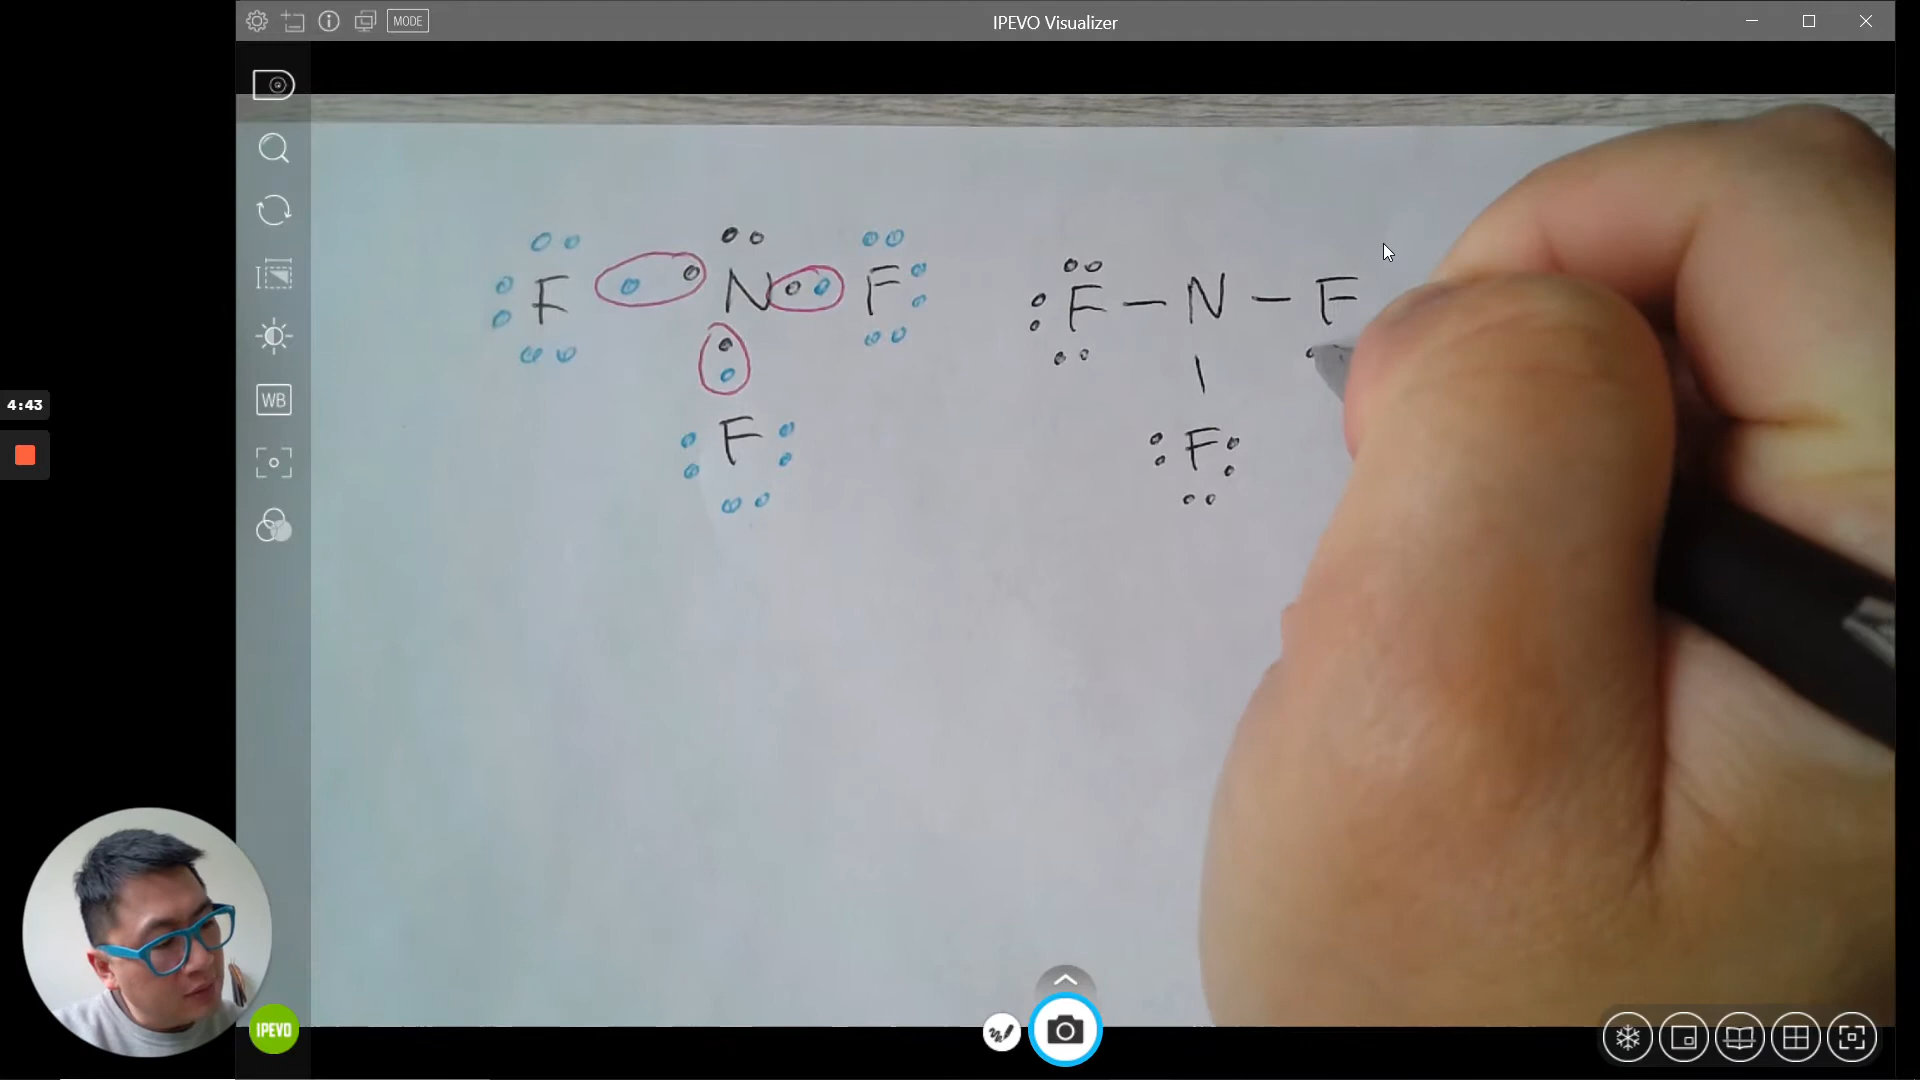 MODE
IPEVO Visualizer
F N F
F — N — F
|
F
F
WB
4:43
IPEVO